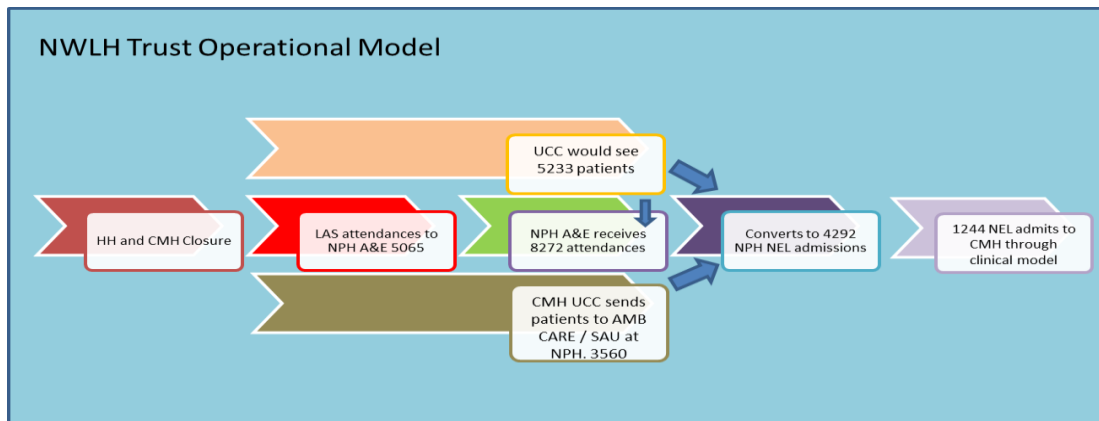 NWLH Trust Operational Model
UCC would see
5233 patients
HH and CMH Closure
LAS attendances to
NPH A&E 5065
NPH A&E receives
8272 attendances
Converts to 4292
NPH NEL admissions
1244 NEL admits to
CMH through
clinical model
CMH UCC sends
patients to AMB
CARE / SAU at
NPH. 3560